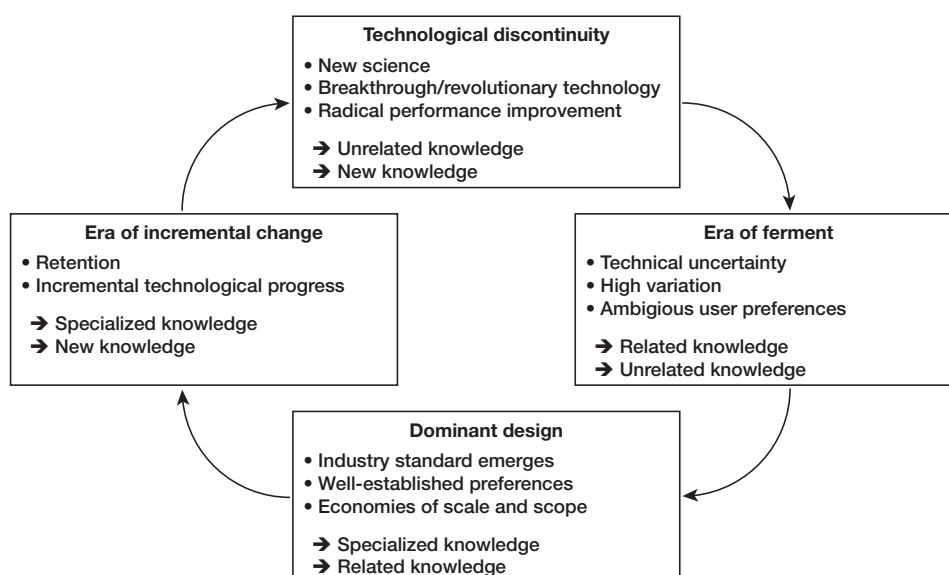 Technological discontinuity
• New science
• Breakthrough/revolutionary technology
• Radical performance improvement
➔ Unrelated knowledge
➔ New knowledge
Era of ferment
• Technical uncertainty
• High variation
• Ambigious user preferences
➔ Related knowledge
➔ Unrelated knowledge
Dominant design
• Industry standard emerges
• Well-established preferences
• Economies of scale and scope
➔ Specialized knowledge
➔ Related knowledge
Era of incremental change
• Retention
• Incremental technological progress
➔ Specialized knowledge
➔ New knowledge